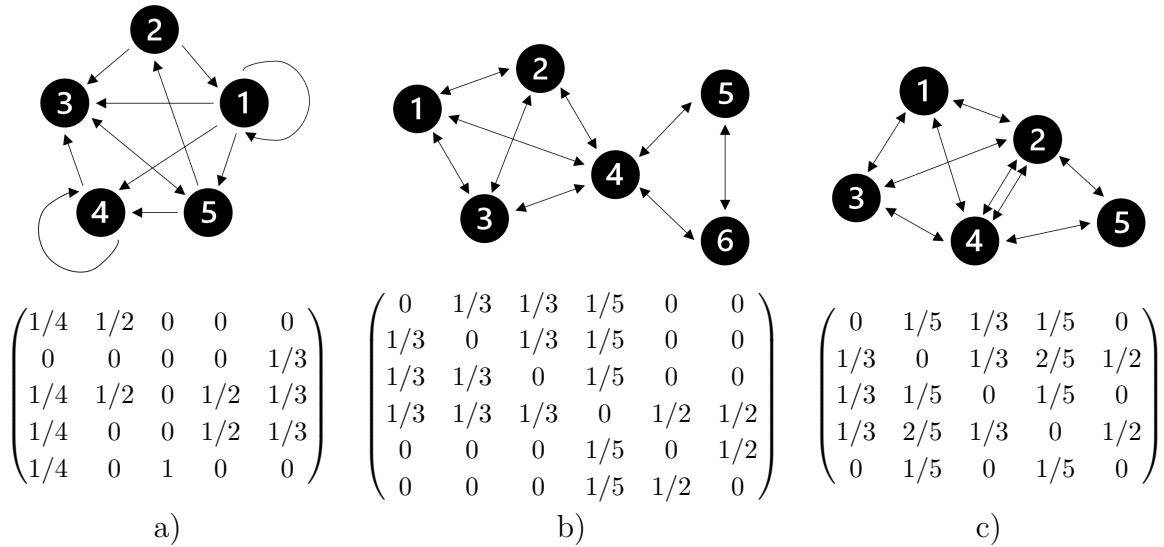 2
3
1
4
5
1/4 1/2 0 0 0
0 0 0 0 1/3
1/4 1/2 0 1/2 1/3
1/4 0 0 1/2 1/3
1/4 0 1 0 0
a)
2
1
5
4
3
6
0 1/3 1/3 1/5 0 0
1/3 0 1/3 1/5 0 0
1/3 1/3 0 1/5 0 0
1/3 1/3 1/3 0 1/2 1/2
0 0 0 1/5 0 1/2
0 0 0 1/5 1/2 0
b)
1
2
3
4
5
0 1/5 1/3 1/5 0
1/3 0 1/3 2/5 1/2
1/3 1/5 0 1/5 0
1/3 2/5 1/3 0 1/2
0 1/5 0 1/5 0
c)